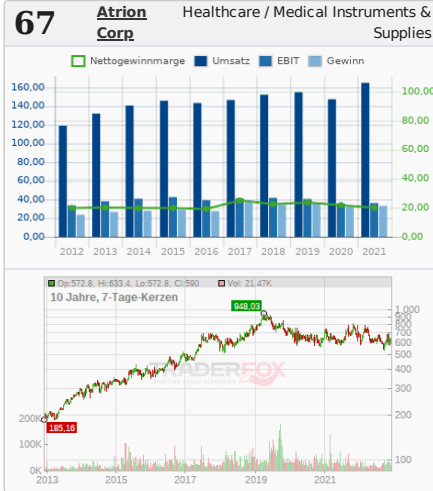 67
Atrion Corp
Healthcare / Medical Instruments &
Supplies
Nettogewinnmarge Umsatz EBIT Gewinn
160,00
140,00
120,00
100,00
80,00
60,00
40,00
20,00
0,00
100,00
80,00
60,00
40,00
20,00
0,00
2012 2013 2014 2015 2016 2017 2018 2019 2020 2021
Op:572.8, Hi:633.4, Lo:572.8, Cl:590 Vol: 21.47K
10 Jahre, 7-Tage-Kerzen
948.03
TRADERFOX
185,16
1.000
900
800
700
600
500
400
300
200
100
200K
100K
0K
2013 2015 2017 2019 2021